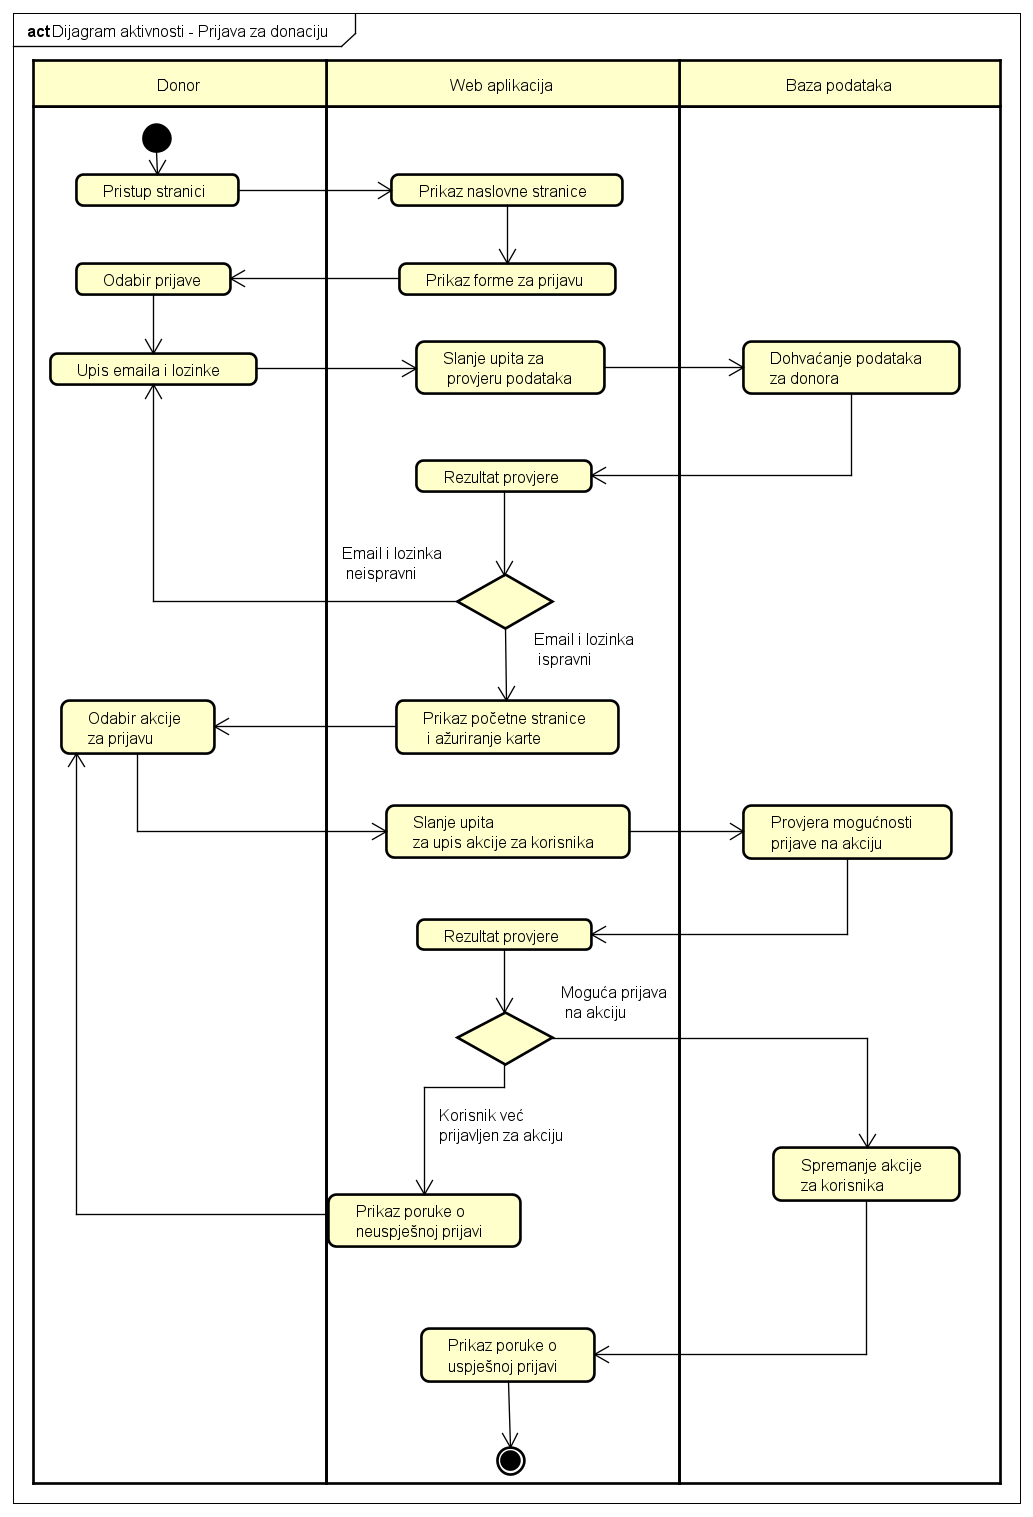 act Dijagram aktivnosti - Prijava za donaciju
Donor
Web aplikacija
Baza podataka
Pristup stranici
Prikaz naslovne stranice
Odabir prijave
Prikaz forme za prijavu
Upis emaila i lozinke
Slanje upita za
provjeru podataka
Dohvaćanje podataka
za donora
Rezultat provjere
Email i lozinka
neispravni
Email i lozinka
ispravni
Odabir akcije
za prijavu
Prikaz početne stranice
i ažuriranje karte
Slanje upita
za upis akcije za korisnika
Provjera mogućnosti
prijave na akciju
Rezultat provjere
Moguća prijava
na akciju
Korisnik već
prijavljen za akciju
Spremanje akcije
za korisnika
Prikaz poruke o
neuspješnoj prijavi
Prikaz poruke o
uspješnoj prijavi